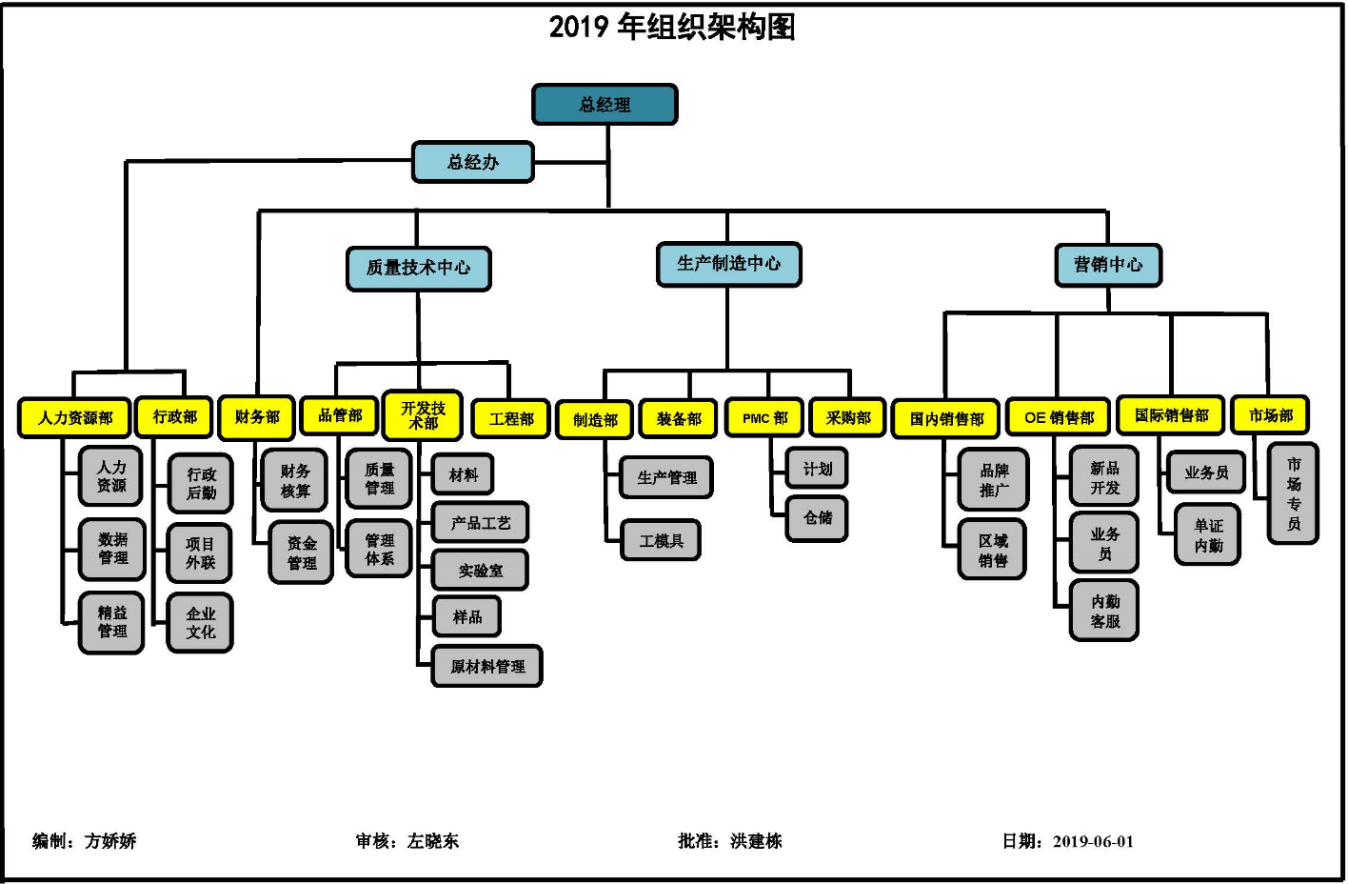 2019 年组织架构图
总经理
总经办
质量技术中心
生产制造中心
营销中心
人力资源部
行政部
财务部
品管部
开发技
术部
工程部
制造部
装备部
PMC 部
采购部
国内销售部
OE 销售部
国际销售部
市场部
人力
资源
数据
管理
精益
管理
行政
后勤
项目
外联
企业
文化
财务
核算
资金
管理
质量
管理
管理
体系
材料
产品工艺
实验室
样品
原材料管理
生产管理
工模具
计划
仓储
品牌
推广
区域
销售
新品
开发
业务
员
内勤
客服
业务员
单证
内勤
市
场
专
员
编制：方娇娇
审核：左晓东
批准：洪建栋
日期：2019-06-01